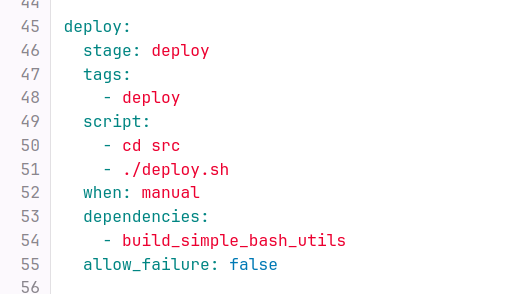 44
45 deploy:
46   stage: deploy
47   tags:
48     - deploy
49   script:
50     - cd src
51     - ./deploy.sh
52   when: manual
53   dependencies:
54     - build_simple_bash_utils
55   allow_failure: false
56